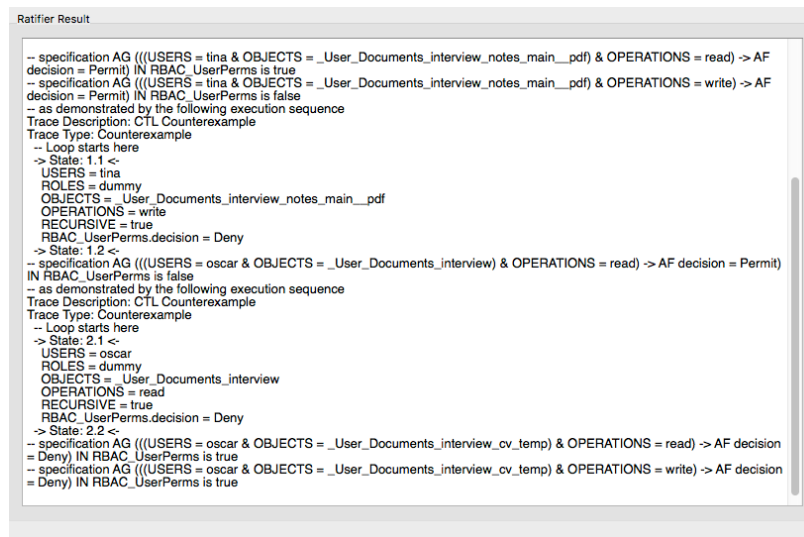 Ratifier Result
-- specification AG (((USERS = tina & OBJECTS = _User_Documents_interview_notes_main__pdf) & OPERATIONS = read) -> AF
decision = Permit) IN RBAC_UserPerms is true
-- specification AG (((USERS = tina & OBJECTS = _User_Documents_interview_notes_main__pdf) & OPERATIONS = write) -> AF
decision = Permit) IN RBAC_UserPerms is false
-- as demonstrated by the following execution sequence
Trace Description: CTL Counterexample
Trace Type: Counterexample
-- Loop starts here
-> State: 1.1 <-
USERS = tina
ROLES = dummy
OBJECTS = _User_Documents_interview_notes_main__pdf
OPERATIONS = write
RECURSIVE = true
RBAC_UserPerms.decision = Deny
-> State: 1.2 <-
-- specification AG (((USERS = oscar & OBJECTS = _User_Documents_interview) & OPERATIONS = read) -> AF decision = Permit)
IN RBAC_UserPerms is false
-- as demonstrated by the following execution sequence
Trace Description: CTL Counterexample
Trace Type: Counterexample
-- Loop starts here
-> State: 2.1 <-
USERS = oscar
ROLES = dummy
OBJECTS = _User_Documents_interview
OPERATIONS = read
RECURSIVE = true
RBAC_UserPerms.decision = Deny
-> State: 2.2 <-
-- specification AG (((USERS = oscar & OBJECTS = _User_Documents_interview_cv_temp) & OPERATIONS = read) -> AF decision
= Deny) IN RBAC_UserPerms is true
-- specification AG (((USERS = oscar & OBJECTS = _User_Documents_interview_cv_temp) & OPERATIONS = write) -> AF decision
= Deny) IN RBAC_UserPerms is true